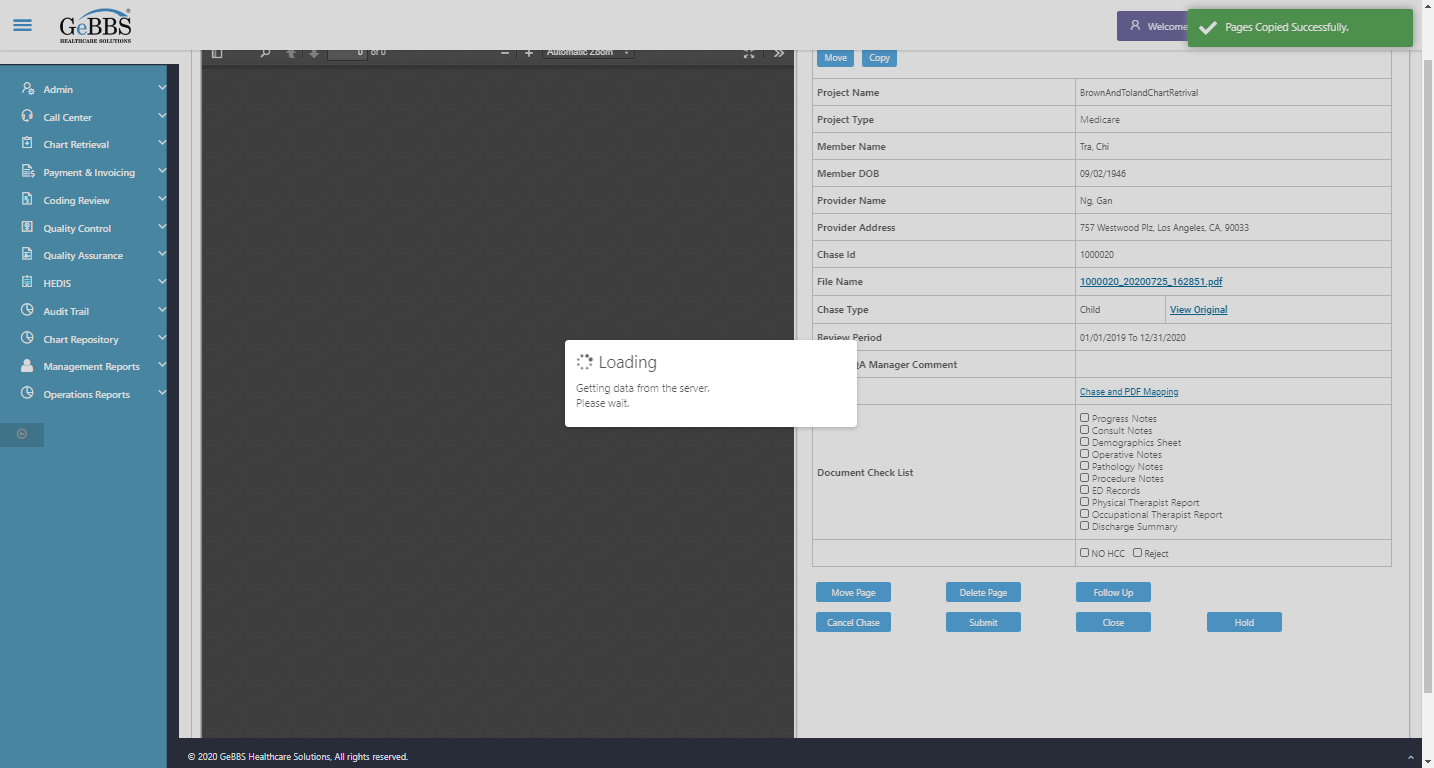 GeBBS
HEALTHCARE SOLUTIONS
Welcome
Pages Copied Successfully.
0 of 0
Automatic Zoom
Admin
Call Center
Chart Retrieval
Payment & Invoicing
Coding Review
Quality Control
Quality Assurance
HEDIS
Audit Trail
Chart Repository
Management Reports
Operations Reports
Loading
Getting data from the server.
Please wait.
Move Copy
Project Name BrownAndTolandChartRetrival
Project Type Medicare
Member Name Tra, Chi
Member DOB 09/02/1946
Provider Name Ng, Gan
Provider Address 757 Westwood Plz, Los Angeles, CA, 90033
Chase Id 1000020
File Name 1000020_20200725_162851.pdf
Chase Type Child View Original
Review Period 01/01/2019 To 12/31/2020
QA Manager Comment
Chase and PDF Mapping
Document Check List
Progress Notes
Consult Notes
Demographics Sheet
Operative Notes
Pathology Notes
Procedure Notes
ED Records
Physical Therapist Report
Occupational Therapist Report
Discharge Summary
NO HCC Reject
Move Page Delete Page Follow Up
Cancel Chase Submit Close Hold
© 2020 GeBBS Healthcare Solutions, All rights reserved.